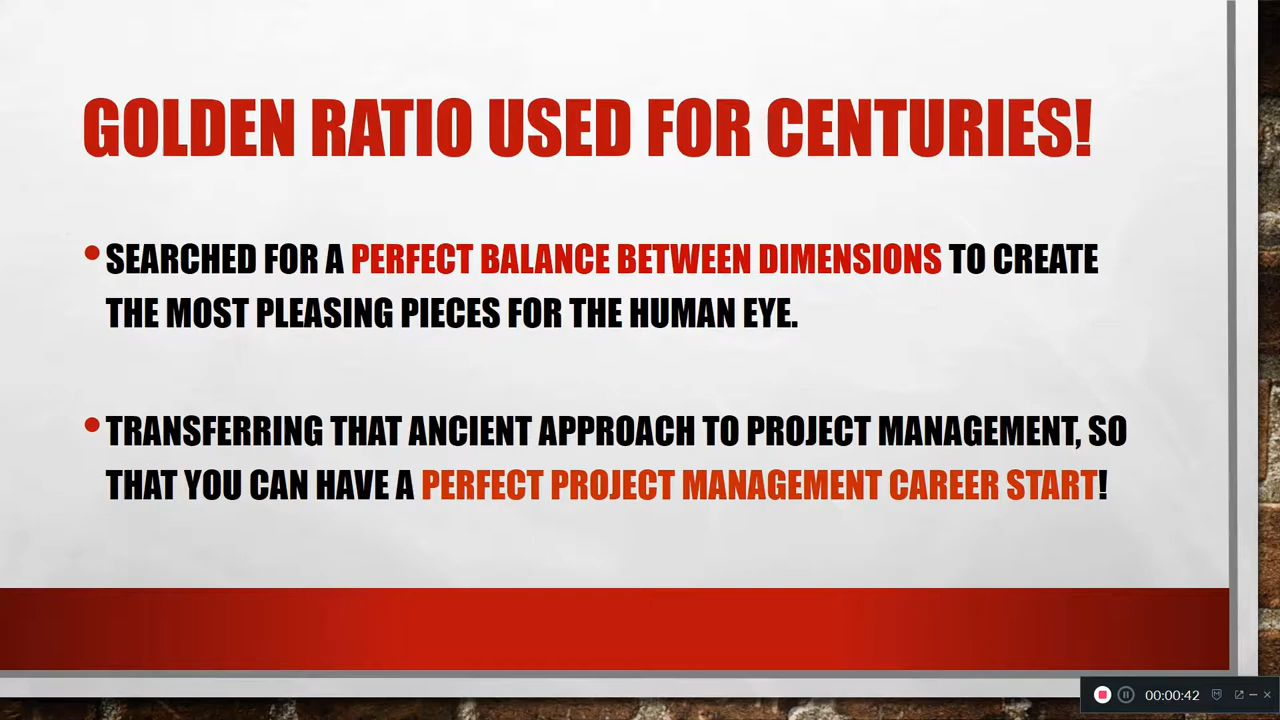 GOLDEN RATIO USED FOR CENTURIES!
•SEARCHED FOR A PERFECT BALANCE BETWEEN DIMENSIONS TO CREATE
THE MOST PLEASING PIECES FOR THE HUMAN EYE.
•TRANSFERRING THAT ANCIENT APPROACH TO PROJECT MANAGEMENT, SO
THAT YOU CAN HAVE A PERFECT PROJECT MANAGEMENT CAREER START!
00:00:42